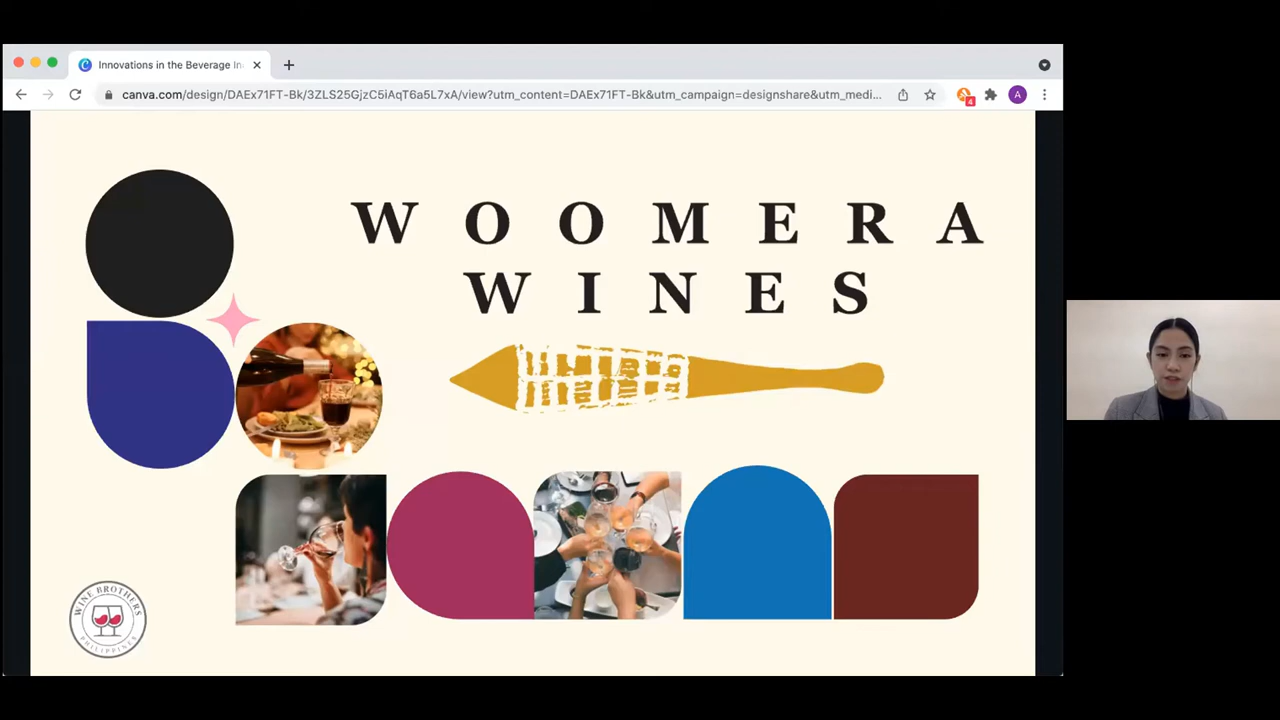 Innovations in the Beverage In
canva.com/design/DAEx71FT-Bk/3ZLS25GjzC5iAqT6a5L7xA/view?utm_content=DAEx71FT-Bk&utm_campaign=designshare&utm_medi...
4
A
WOOMERA
WINES
WINE BROTHERS
PHILIPPINES